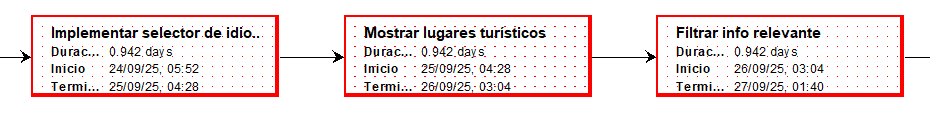 Implementar selector de idio..
Durac... 0.942 days
Inicio 24/09/25, 05:52
Termi... 25/09/25, 04:28
Mostrar lugares turísticos
Durac... 0.942 days
Inicio 25/09/25, 04:28
Termi... 26/09/25, 03:04
Filtrar info relevante
Durac... 0.942 days
Inicio 26/09/25, 03:04
Termi... 27/09/25, 01:40